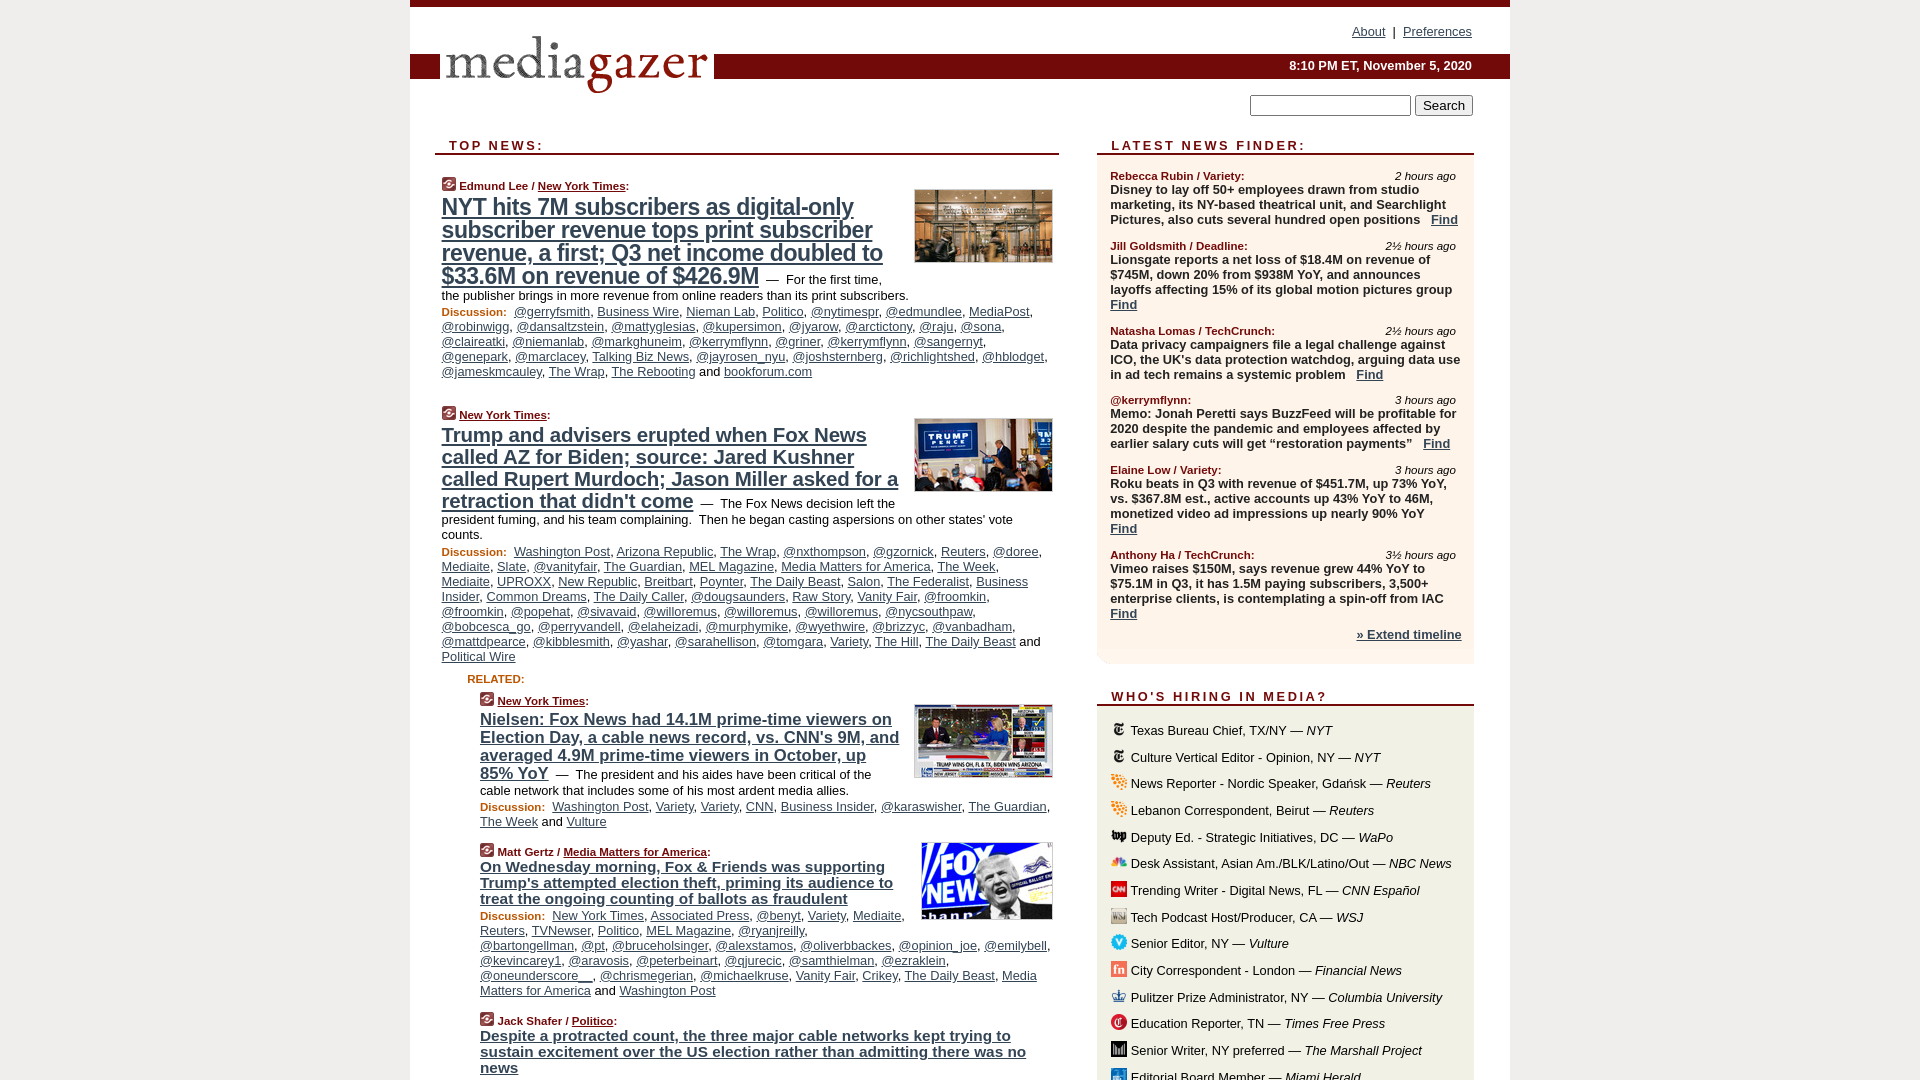 About | Preferences
mediagazer
8:10 PM ET, November 5, 2020
Search
TOP NEWS:
Edmund Lee / New York Times:
NYT hits 7M subscribers as digital-only
subscriber revenue tops print subscriber
revenue, a first; Q3 net income doubled to
$33.6M on revenue of $426.9M — For the first time,
the publisher brings in more revenue from online readers than its print subscribers.
Discussion: @gerryfsmith, Business Wire, Nieman Lab, Politico, @nytimespr, @edmundlee, MediaPost,
@robinwigg, @dansaltzstein, @mattyglesias, @kupersimon, @jyarow, @arctictony, @raju, @sona,
@claireatki, @niemanlab, @markghuneim, @kerrymflynn, @griner, @kerrymflynn, @sangernyt,
@genepark, @marclacey, Talking Biz News, @jayrosen_nyu, @joshsternberg, @richlightshed, @hblodget,
@jameskmcauley, The Wrap, The Rebooting and bookforum.com
New York Times:
Trump and advisers erupted when Fox News
called AZ for Biden; source: Jared Kushner
called Rupert Murdoch; Jason Miller asked for a
retraction that didn't come — The Fox News decision left the
president fuming, and his team complaining. Then he began casting aspersions on other states' vote
counts.
TRUMP
PENCE
Discussion: Washington Post, Arizona Republic, The Wrap, @nxthompson, @gzornick, Reuters, @doree,
Mediaite, Slate, @vanityfair, The Guardian, MEL Magazine, Media Matters for America, The Week,
Mediaite, UPROXX, New Republic, Breitbart, Poynter, The Daily Beast, Salon, The Federalist, Business
Insider, Common Dreams, The Daily Caller, @dougsaunders, Raw Story, Vanity Fair, @froomkin,
@froomkin, @popehat, @sivavaid, @willoremus, @willoremus, @willoremus, @nycsouthpaw,
@bobcesca_go, @perryvandell, @elaheizadi, @murphymike, @wyethwire, @brizzyc, @vanbadham,
@mattdpearce, @kibblesmith, @yashar, @sarahellison, @tomgara, Variety, The Hill, The Daily Beast and
Political Wire
RELATED:
New York Times:
Nielsen: Fox News had 14.1M prime-time viewers on
Election Day, a cable news record, vs. CNN's 9M, and
averaged 4.9M prime-time viewers in October, up
85% YoY — The president and his aides have been critical of the
cable network that includes some of his most ardent media allies.
TRUMP WINS OH, FL & TX, BIDEN WINS ARIZONA
Discussion: Washington Post, Variety, Variety, CNN, Business Insider, @karaswisher, The Guardian,
The Week and Vulture
Matt Gertz / Media Matters for America:
On Wednesday morning, Fox & Friends was supporting
Trump's attempted election theft, priming its audience to
treat the ongoing counting of ballots as fraudulent
FOX
NEW
Discussion: New York Times, Associated Press, @benyt, Variety, Mediaite,
Reuters, TVNewser, Politico, MEL Magazine, @ryanjreilly,
@bartongellman, @pt, @bruceholsinger, @alexstamos, @oliverbbackes, @opinion_joe, @emilybell,
@kevincarey1, @aravosis, @peterbeinart, @qjurecic, @samthielman, @ezraklein,
@oneunderscore__, @chrismegerian, @michaelkruse, Vanity Fair, Crikey, The Daily Beast, Media
Matters for America and Washington Post
Jack Shafer / Politico:
Despite a protracted count, the three major cable networks kept trying to
sustain excitement over the US election rather than admitting there was no
news
LATEST NEWS FINDER:
Rebecca Rubin / Variety: 2 hours ago
Disney to lay off 50+ employees drawn from studio
marketing, its NY-based theatrical unit, and Searchlight
Pictures, also cuts several hundred open positions Find
Jill Goldsmith / Deadline: 2½ hours ago
Lionsgate reports a net loss of $18.4M on revenue of
$745M, down 20% from $938M YoY, and announces
layoffs affecting 15% of its global motion pictures group
Find
Natasha Lomas / TechCrunch: 2½ hours ago
Data privacy campaigners file a legal challenge against
ICO, the UK's data protection watchdog, arguing data use
in ad tech remains a systemic problem Find
@kerrymflynn: 3 hours ago
Memo: Jonah Peretti says BuzzFeed will be profitable for
2020 despite the pandemic and employees affected by
earlier salary cuts will get “restoration payments” Find
Elaine Low / Variety: 3 hours ago
Roku beats in Q3 with revenue of $451.7M, up 73% YoY,
vs. $367.8M est., active accounts up 43% YoY to 46M,
monetized video ad impressions up nearly 90% YoY
Find
Anthony Ha / TechCrunch: 3½ hours ago
Vimeo raises $150M, says revenue grew 44% YoY to
$75.1M in Q3, it has 1.5M paying subscribers, 3,500+
enterprise clients, is contemplating a spin-off from IAC
Find
» Extend timeline
WHO'S HIRING IN MEDIA?
Texas Bureau Chief, TX/NY — NYT
Culture Vertical Editor - Opinion, NY — NYT
News Reporter - Nordic Speaker, Gdańsk — Reuters
Lebanon Correspondent, Beirut — Reuters
Deputy Ed. - Strategic Initiatives, DC — WaPo
Desk Assistant, Asian Am./BLK/Latino/Out — NBC News
Trending Writer - Digital News, FL — CNN Español
Tech Podcast Host/Producer, CA — WSJ
Senior Editor, NY — Vulture
City Correspondent - London — Financial News
Pulitzer Prize Administrator, NY — Columbia University
Education Reporter, TN — Times Free Press
Senior Writer, NY preferred — The Marshall Project
Editorial Board Member — Miami Herald